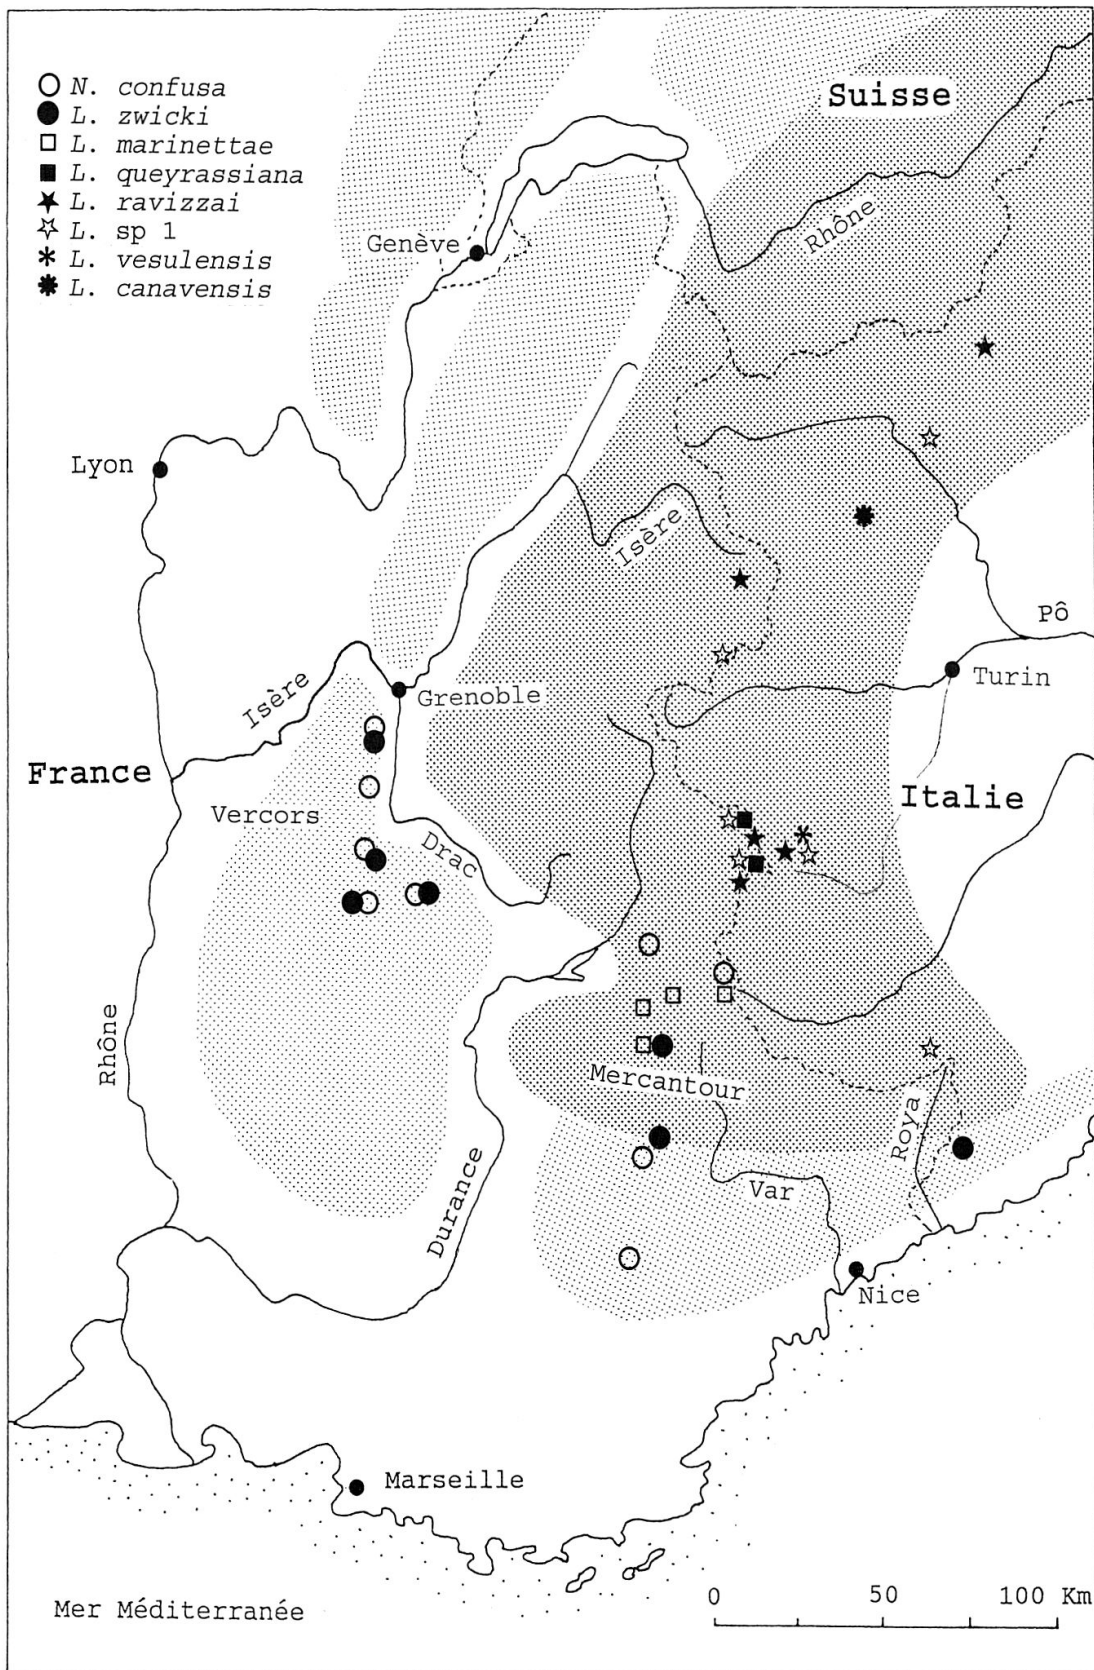 N. confusa
L. zwicki
L. marinettae
L. queyrassiana
L. ravizzai
L. sp 1
L. vesulensis
L. canavensis
Suisse
Rhône
Genève
Lyon
Isère
Pô
Turin
Isère
Grenoble
France
Italie
Vercors
Drac
Rhône
Mercantour
Roya
Durance
Var
Nice
Marseille
Mer Méditerranée
0 50 100 Km